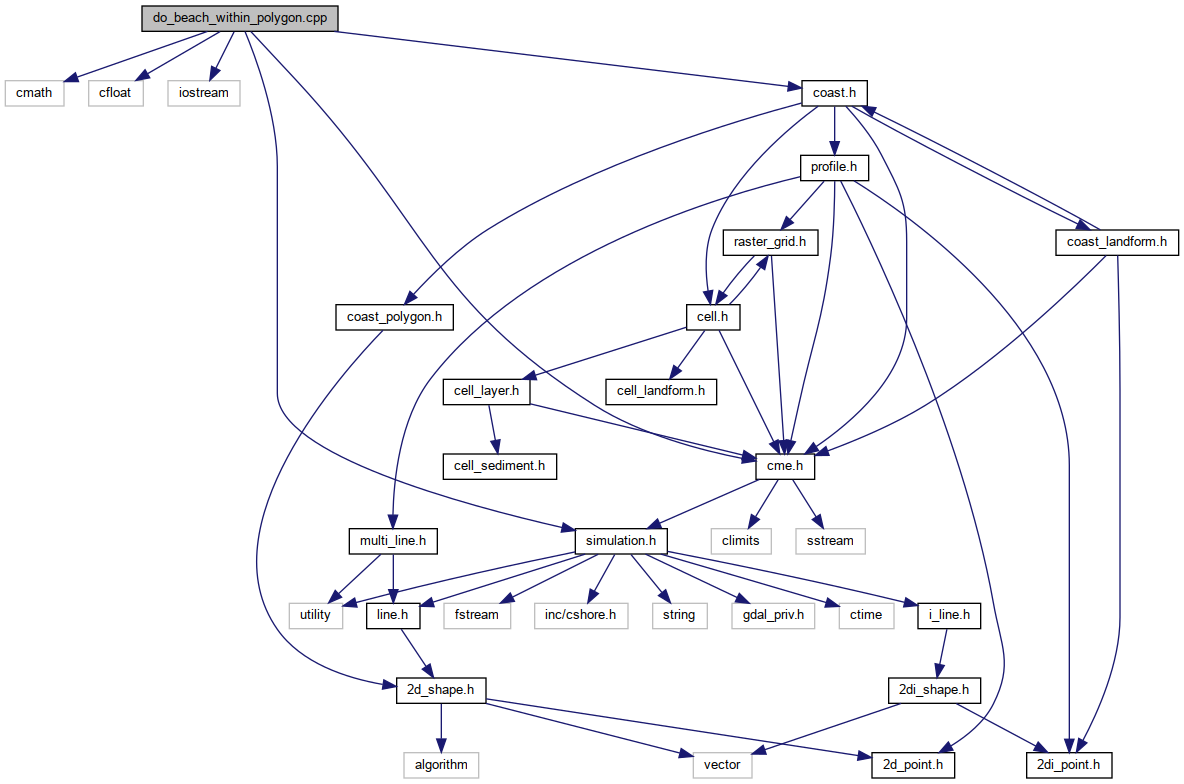 do_beach_within_polygon.cpp
cmath
cfloat
iostream
coast.h
profile.h
raster_grid.h
coast_landform.h
coast_polygon.h
cell.h
cell_layer.h
cell_landform.h
cell_sediment.h
cme.h
multi_line.h
simulation.h
climits
sstream
utility
line.h
fstream
inc/cshore.h
string
gdal_priv.h
ctime
i_line.h
2d_shape.h
2di_shape.h
algorithm
vector
2d_point.h
2di_point.h